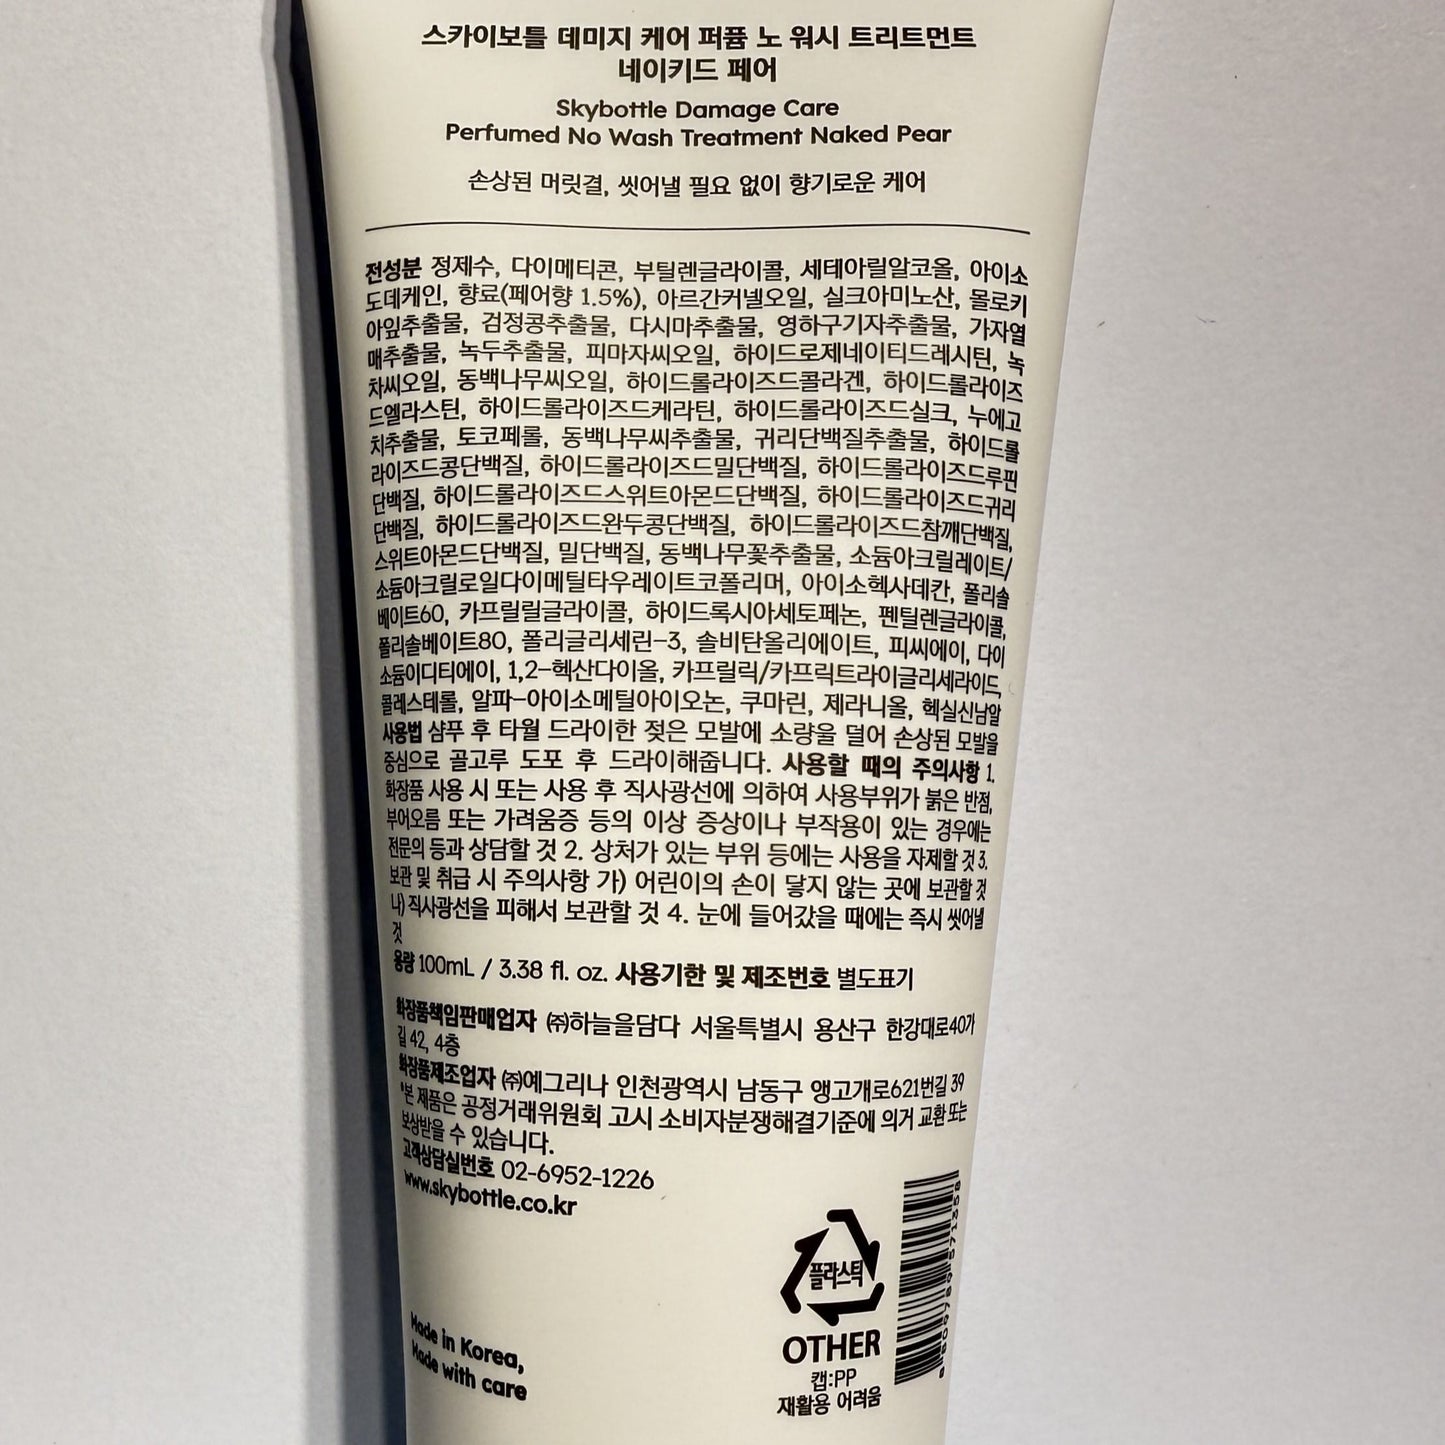 스카이보틀 데미지 케어 퍼퓸 노 워시 트리트먼트
네이키드 페어
Skybottle Damage Care
Perfumed No Wash Treatment Naked Pear
손상된 머릿결, 씻어낼 필요 없이 향기로운 케어
전성분 정제수, 다이메티콘, 부틸렌글라이콜, 세테아릴알코올, 아이소
도데케인, 향료(페어향 1.5%), 아르간커넬오일, 실크아미노산, 몰로키
아잎추출물, 검정콩추출물, 다시마추출물, 영하구기자추출물, 가자열
매추출물, 녹두추출물, 피마자씨오일, 하이드로제네이티드레시틴, 녹
차씨오일, 동백나무씨오일, 하이드롤라이즈드콜라겐, 하이드롤라이즈
드엘라스틴, 하이드롤라이즈드케라틴, 하이드롤라이즈드실크, 누에고
치추출물, 토코페롤, 동백나무씨추출물, 귀리단백질추출물, 하이드롤
라이즈드콩단백질, 하이드롤라이즈드밀단백질, 하이드롤라이즈드루핀
단백질, 하이드롤라이즈드스위트아몬드단백질, 하이드롤라이즈드귀리
단백질, 하이드롤라이즈드완두콩단백질, 하이드롤라이즈드참깨단백질,
스위트아몬드단백질, 밀단백질, 동백나무꽃추출물, 소듐아크릴레이트/
소듐아크릴로일다이메틸타우레이트코폴리머, 아이소헥사데칸, 폴리솔
베이트60, 카프릴릴글라이콜, 하이드록시아세토페논, 펜틸렌글라이콜,
폴리솔베이트80, 폴리글리세린-3, 솔비탄올리에이트, 피씨에이, 다이
소듐이디티에이, 1,2-헥산다이올, 카프릴릭/카프릭트라이글리세라이드,
콜레스테롤, 알파-아이소메틸아이오논, 쿠마린, 제라니올, 헥실신남알
사용법 샴푸 후 타월 드라이한 젖은 모발에 소량을 덜어 손상된 모발을
중심으로 골고루 도포 후 드라이해줍니다. 사용할 때의 주의사항 1.
화장품 사용 시 또는 사용 후 직사광선에 의하여 사용부위가 붉은 반점,
부어오름 또는 가려움증 등의 이상 증상이나 부작용이 있는 경우에는
전문의 등과 상담할 것 2. 상처가 있는 부위 등에는 사용을 자제할 것 3.
보관 및 취급 시 주의사항 가) 어린이의 손이 닿지 않는 곳에 보관할 것
나) 직사광선을 피해서 보관할 것 4. 눈에 들어갔을 때에는 즉시 씻어낼
것
용량 100mL / 3.38 fl. oz. 사용기한 및 제조번호 별도표기
화장품책임판매업자 ㈜하늘을담다 서울특별시 용산구 한강대로40가
길 42, 4층
화장품제조업자 ㈜예그리나 인천광역시 남동구 앵고개로621번길 39
*본 제품은 공정거래위원회 고시 소비자분쟁해결기준에 의거 교환 또는
보상받을 수 있습니다.
고객상담실번호 02-6952-1226
www.skybottle.co.kr
플라스틱
OTHER
캡:PP
재활용 어려움
Made in Korea,
Made with care